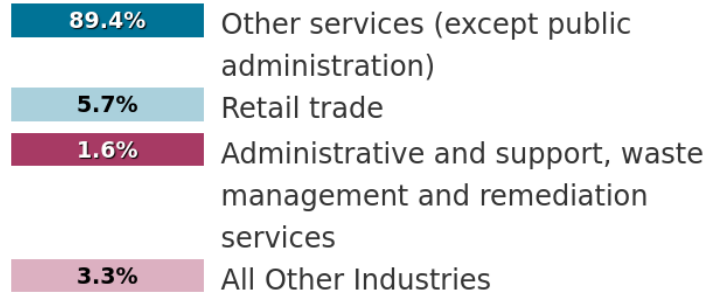 89.4% Other services (except public
administration)
5.7% Retail trade
1.6% Administrative and support, waste
management and remediation
services
3.3% All Other Industries